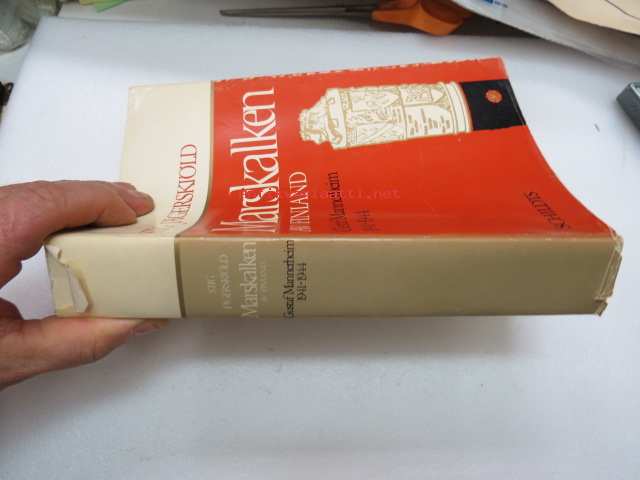 JÄGERSKIÖLD
Marskalken
AV FINLAND
Gustaf Mannerheim
1941-1944
SCHILDTS
STIG
JÄGERSKIÖLD
Marskalken
AV FINLAND
Gustaf Mannerheim
1941-1944